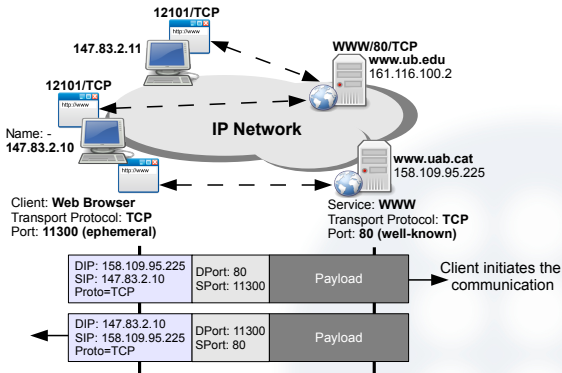 12101/TCP
http://www
147.83.2.11
WWW/80/TCP
www.ub.edu
161.116.100.2
12101/TCP
http://www
IP Network
Name: -
147.83.2.10
http://www
www.uab.cat
158.109.95.225
Client: Web Browser
Transport Protocol: TCP
Port: 11300 (ephemeral)
Service: WWW
Transport Protocol: TCP
Port: 80 (well-known)
DIP: 158.109.95.225
SIP: 147.83.2.10
Proto=TCP
DPort: 80
SPort: 11300
Payload
Client initiates the
communication
DIP: 147.83.2.10
SIP: 158.109.95.225
Proto=TCP
DPort: 11300
SPort: 80
Payload